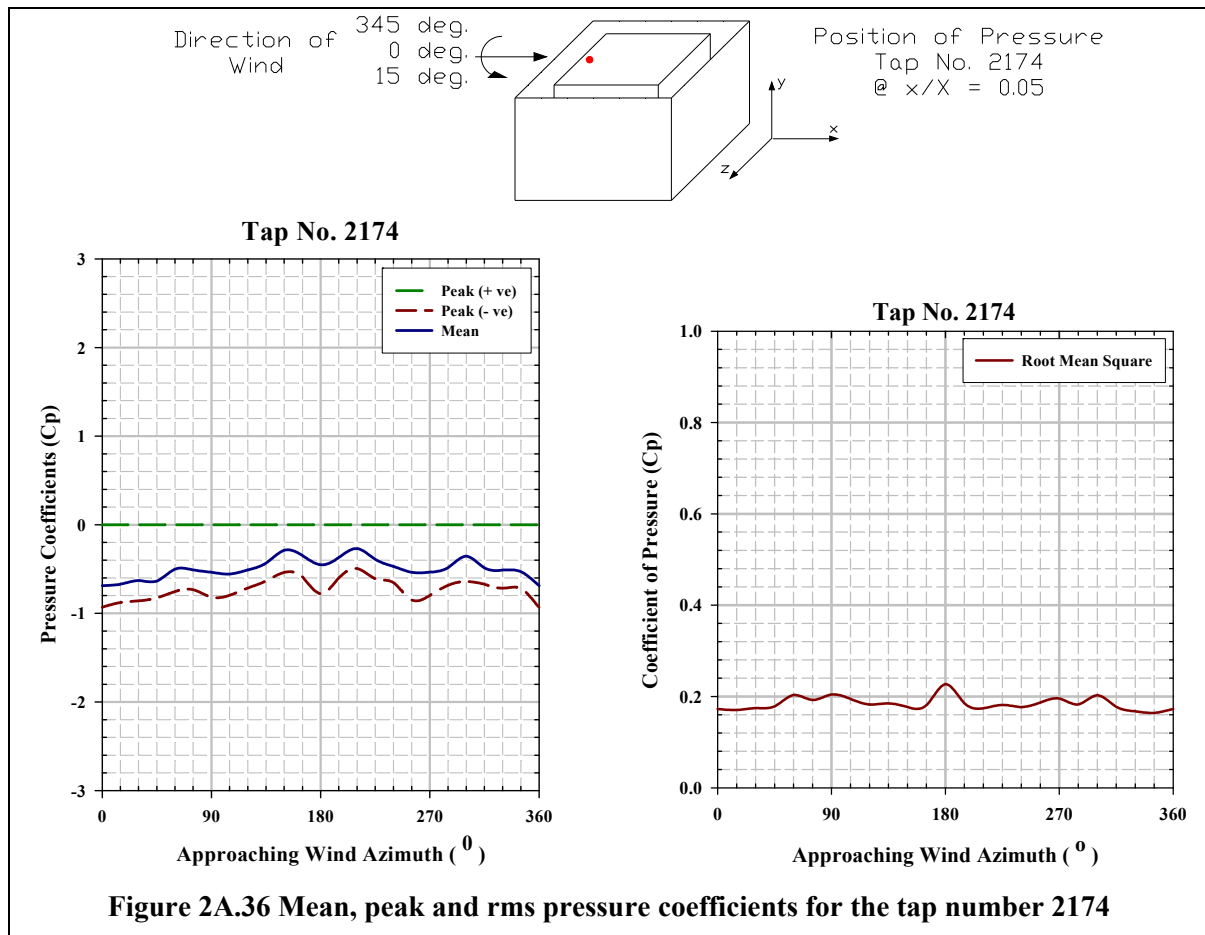 Direction of
Wind
345 deg.
0 deg.
15 deg.
Position of Pressure
Tap No. 2174
@ x/X = 0.05
y
x
z
Tap No. 2174
Pressure Coefficients (Cp)
3
2
1
0
-1
-2
-3
Peak (+ ve)
Peak (- ve)
Mean
0 90 180 270 360
Approaching Wind Azimuth ( 0 )
Tap No. 2174
Coefficient of Pressure (Cp)
1.0
0.8
0.6
0.4
0.2
0.0
Root Mean Square
0 90 180 270 360
Approaching Wind Azimuth ( o )
Figure 2A.36 Mean, peak and rms pressure coefficients for the tap number 2174